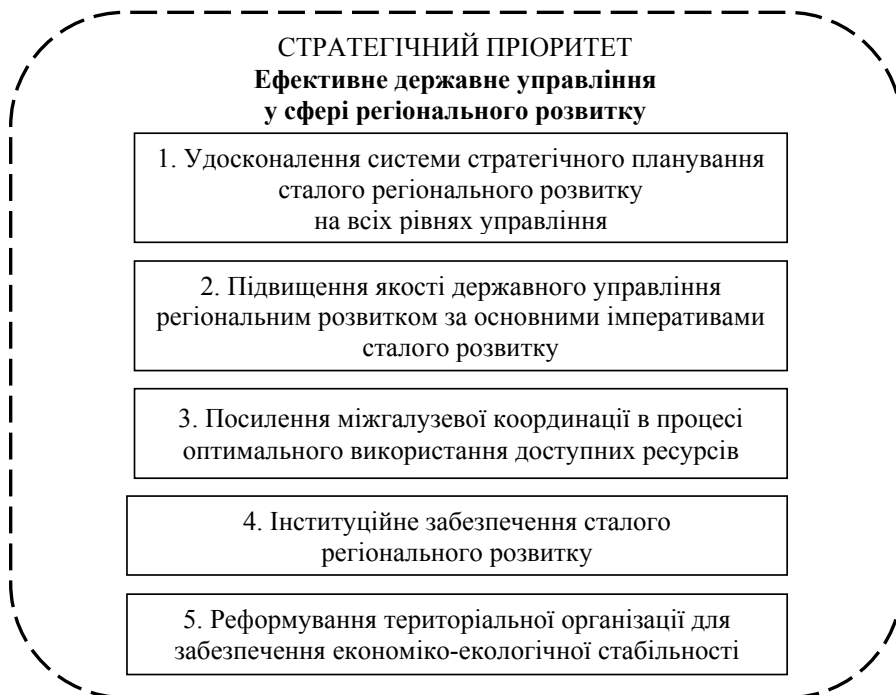 СТРАТЕГІЧНИЙ ПРІОРИТЕТ
Ефективне державне управління
у сфері регіонального розвитку
1. Удосконалення системи стратегічного планування
сталого регіонального розвитку
на всіх рівнях управління
2. Підвищення якості державного управління
регіональним розвитком за основними імперативами
сталого розвитку
3. Посилення міжгалузевої координації в процесі
оптимального використання доступних ресурсів
4. Інституційне забезпечення сталого
регіонального розвитку
5. Реформування територіальної організації для
забезпечення економіко-екологічної стабільності